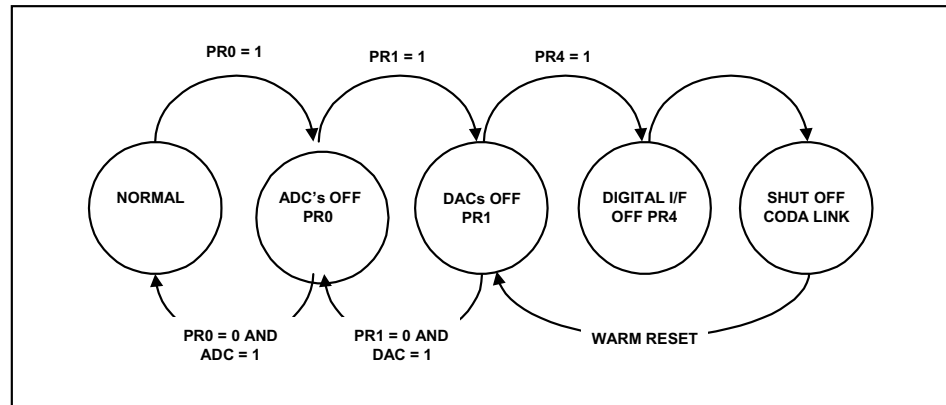 PR0 = 1
PR1 = 1
PR4 = 1
NORMAL
ADC's OFF
PR0
DACs OFF
PR1
DIGITAL I/F
OFF PR4
SHUT OFF
CODA LINK
PR0 = 0 AND
ADC = 1
PR1 = 0 AND
DAC = 1
WARM RESET